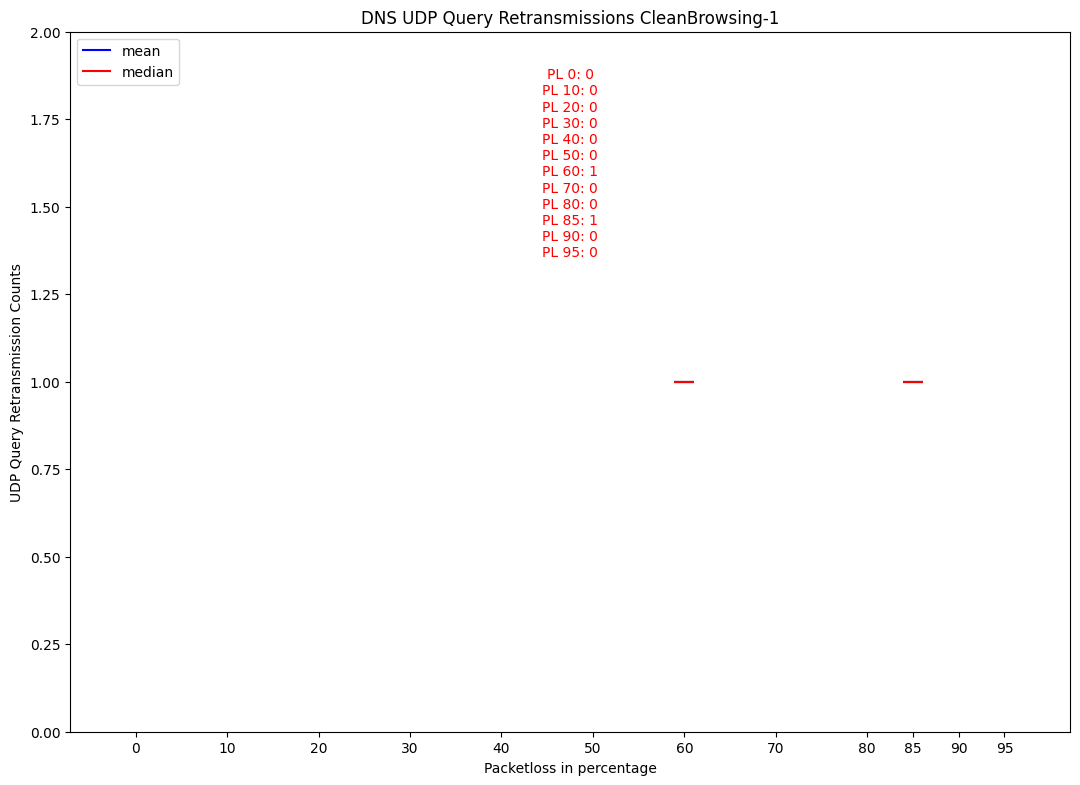 DNS UDP Query Retransmissions CleanBrowsing-1
mean
median
PL 0: 0
PL 10: 0
PL 20: 0
PL 30: 0
PL 40: 0
PL 50: 0
PL 60: 1
PL 70: 0
PL 80: 0
PL 85: 1
PL 90: 0
PL 95: 0
UDP Query Retransmission Counts
2.00
1.75
1.50
1.25
1.00
0.75
0.50
0.25
0.00
0 10 20 30 40 50 60 70 80 85 90 95
Packetloss in percentage